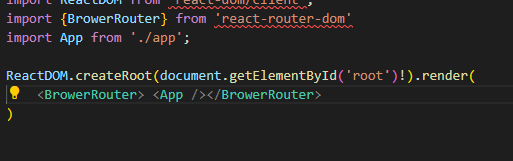 import ReactDOM from 'react-dom/client';
import {BrowerRouter} from 'react-router-dom'
import App from './app';
ReactDOM.createRoot(document.getElementById('root')!).render(
<BrowerRouter> <App /></BrowerRouter>
)